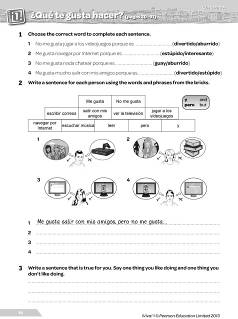 1 ¿Qué te gusta hacer? (pages 30–31)
1 Choose the correct word to complete each sentence.
1 No me gusta jugar a los videojuegos porque es (divertido/aburrido)
2 Me gusta navegar por Internet porque es (estúpido/interesante)
3 No me gusta nada chatear porque es (guay/aburrido)
4 Me gusta mucho salir con mis amigos porque es (divertido/estúpido)
2 Write a sentence for each person using the words and phrases from the bricks.
Me gusta No me gusta
escribir correos salir con mis amigos ver la televisión jugar a los videojuegos
navegar por Internet escuchar música leer pero y
y and
pero but
1 2
3 4
1 Me gusta salir con mis amigos, pero no me gusta...
2
3
4
3 Write a sentence that is true for you. Say one thing you like doing and one thing you
don't like doing.
¡Viva! 1 © Pearson Education Limited 2013